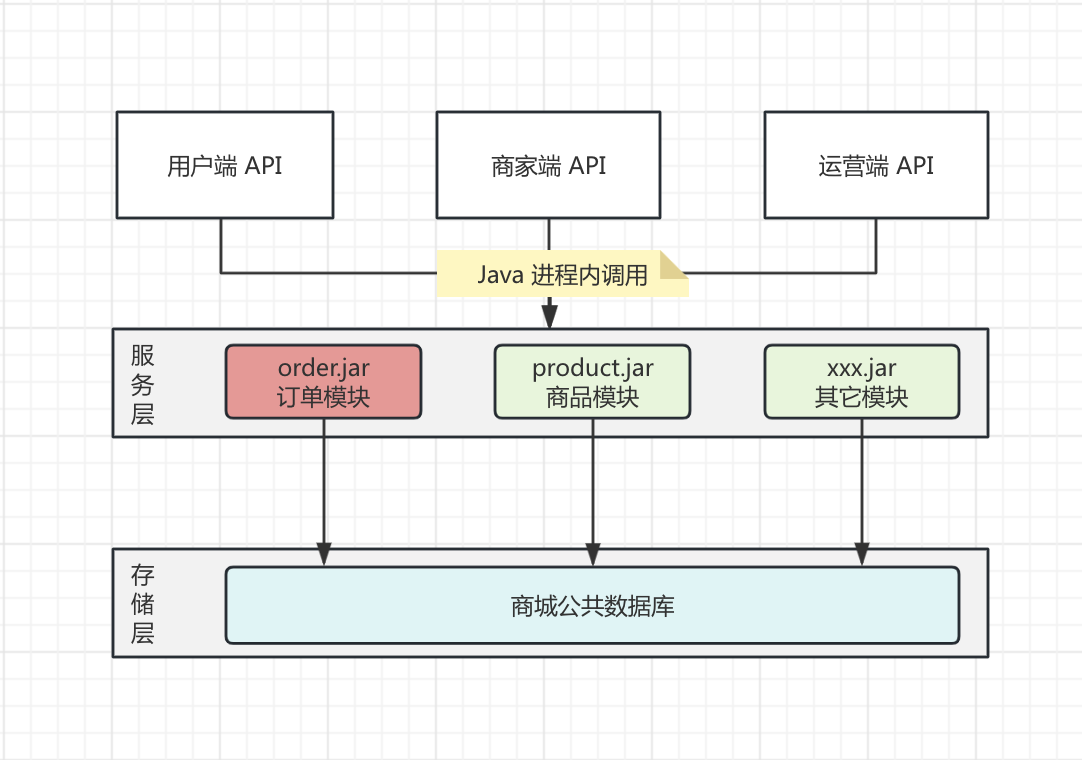 用户端 API
商家端 API
运营端 API
Java 进程内调用
服
务
层
order.jar
订单模块
product.jar
商品模块
xxx.jar
其它模块
存
储
层
商城公共数据库